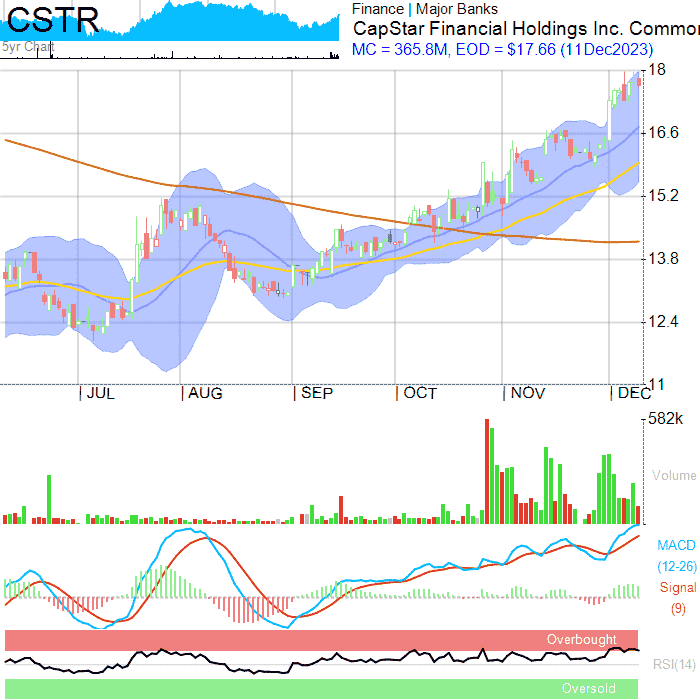 CSTR
5yr Chart
Finance | Major Banks
CapStar Financial Holdings Inc. Common
MC = 365.8M, EOD = $17.66 (11Dec2023)
18
16.6
15.2
13.8
12.4
11
JUL AUG SEP OCT NOV DEC
582k
Volume
MACD
(12-26)
Signal
(9)
Overbought
RSI(14)
Oversold